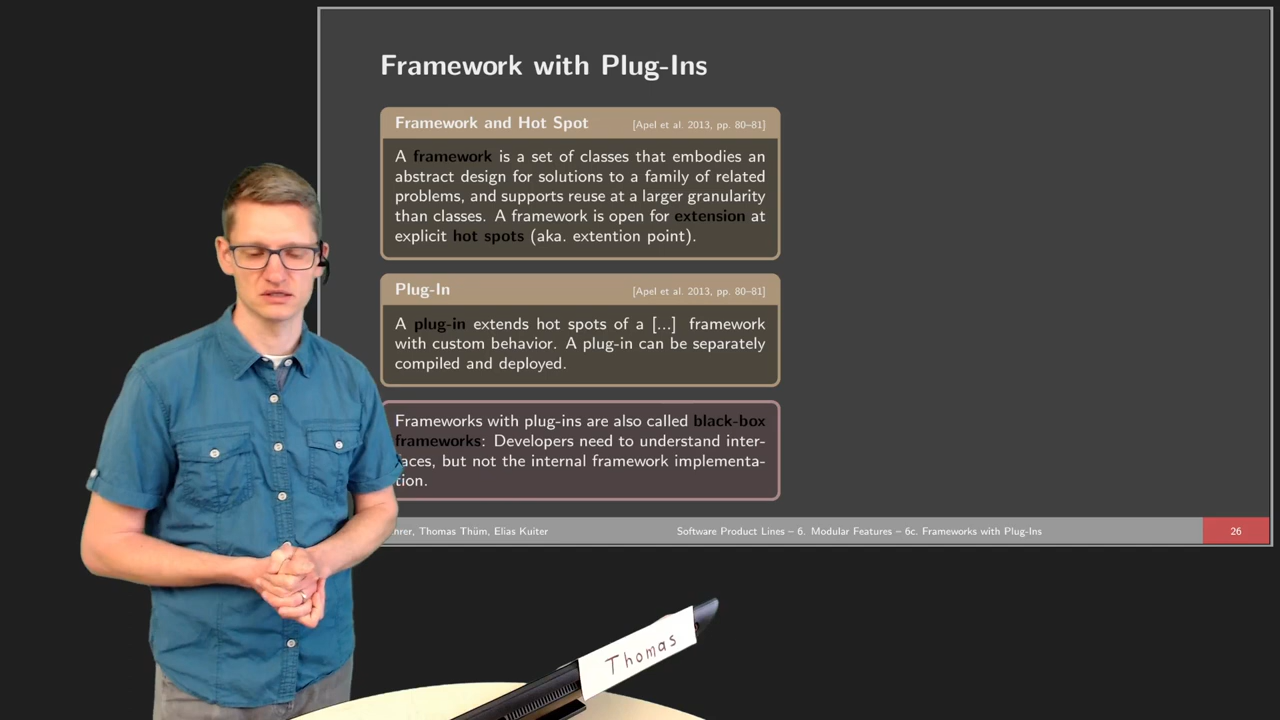 Framework with Plug-Ins
Framework and Hot Spot [Apel et al. 2013, pp. 80–81]
A framework is a set of classes that embodies an
abstract design for solutions to a family of related
problems, and supports reuse at a larger granularity
than classes. A framework is open for extension at
explicit hot spots (aka. extention point).
Plug-In [Apel et al. 2013, pp. 80–81]
A plug-in extends hot spots of a [...] framework
with custom behavior. A plug-in can be separately
compiled and deployed.
Frameworks with plug-ins are also called black-box
frameworks: Developers need to understand inter-
faces, but not the internal framework implementa-
tion.
Thomas Thüm, Elias Kuiter Software Product Lines – 6. Modular Features – 6c. Frameworks with Plug-Ins 26
Thomas